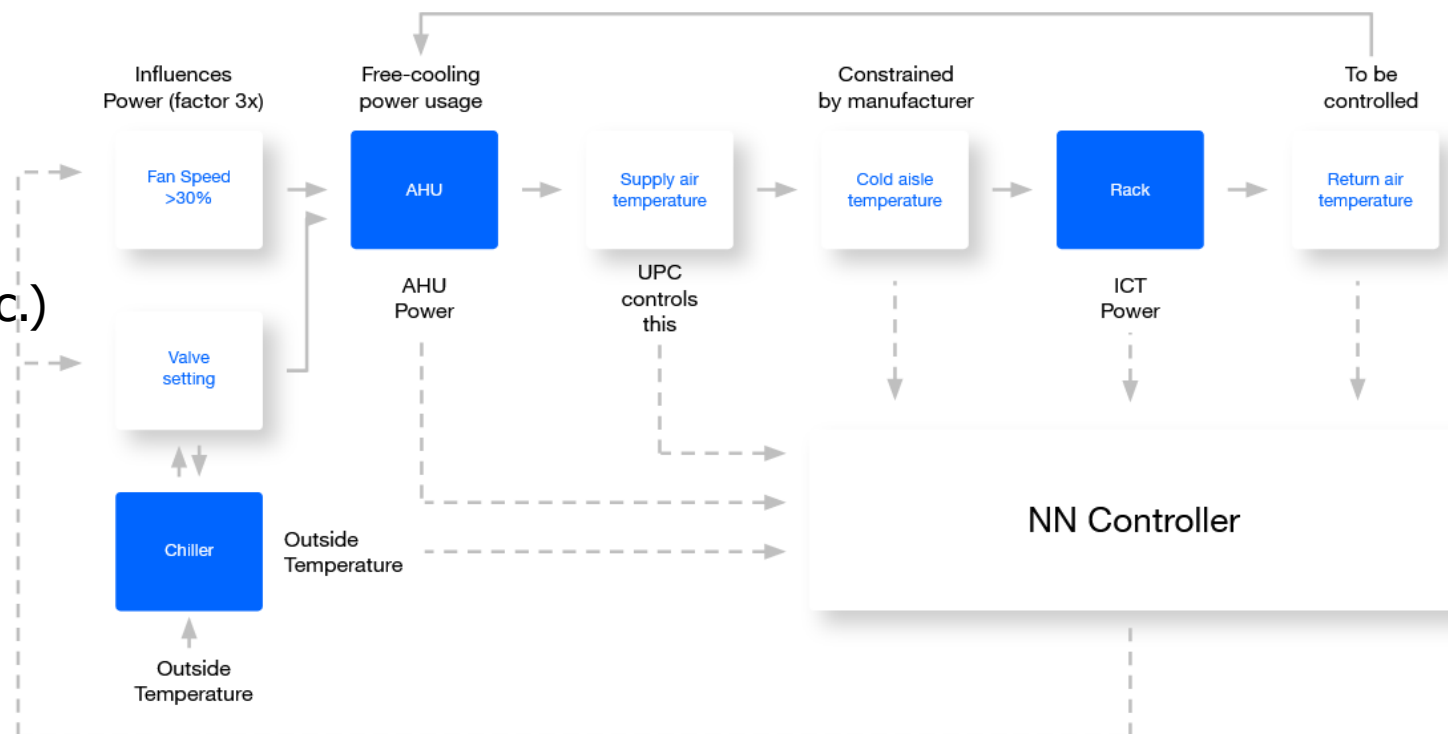 Influences
Power (factor 3x)
Free-cooling
power usage
Constrained
by manufacturer
To be
controlled
Fan Speed
>30%
AHU
Supply air
temperature
Cold aisle
temperature
Rack
Return air
temperature
AHU
Power
UPC
controls
this
ICT
Power
c.)
Valve
setting
NN Controller
Chiller
Outside
Temperature
Outside
Temperature